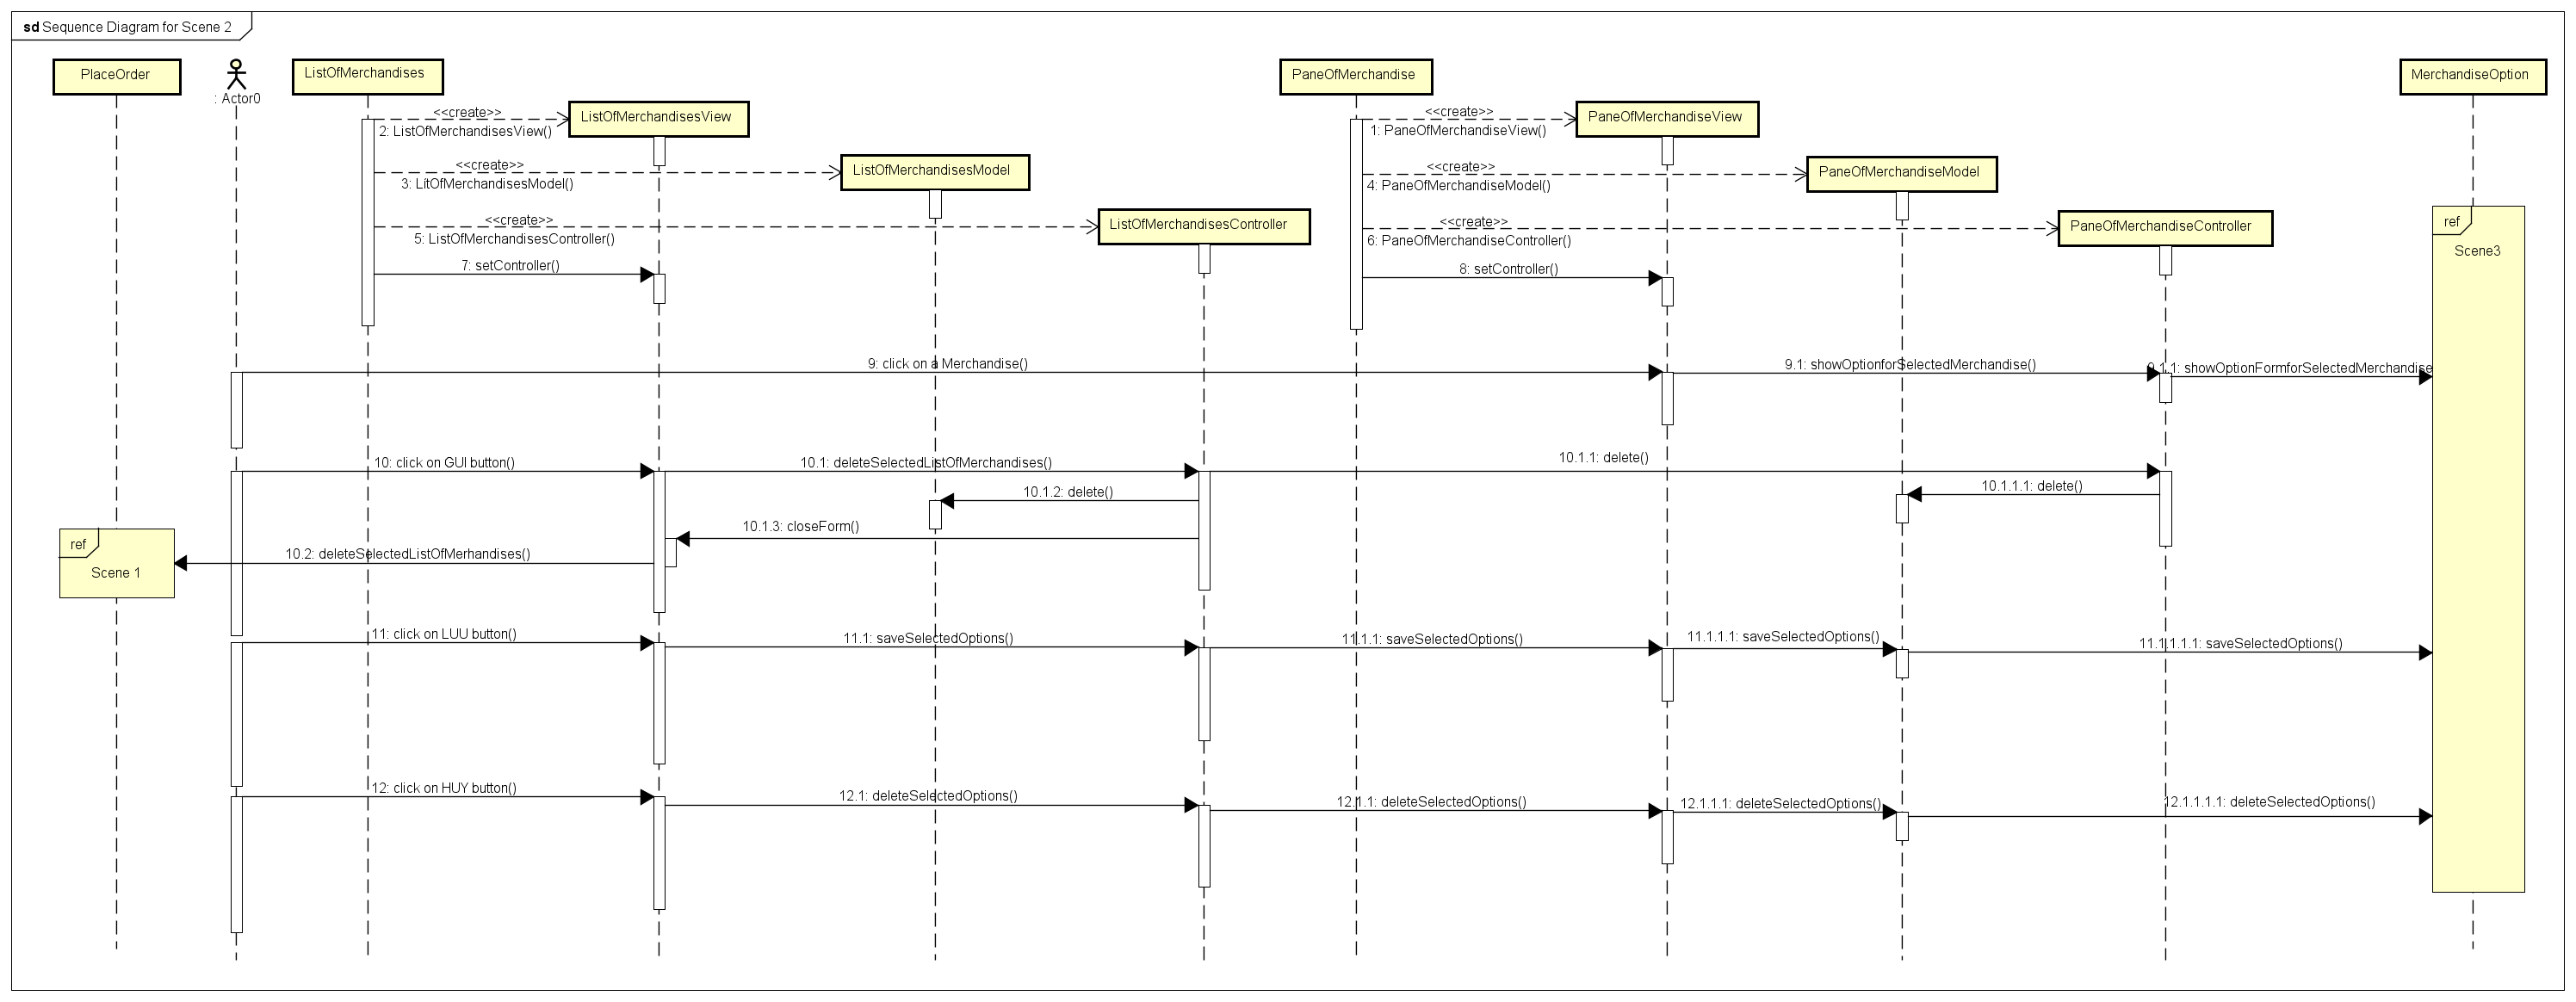 sd Sequence Diagram for Scene 2
PlaceOrder
: Actor0
ListOfMerchandises
PaneOfMerchandise
MerchandiseOption
<<create>>
2: ListOfMerchandisesView()
ListOfMerchandisesView
<<create>>
1: PaneOfMerchandiseView()
PaneOfMerchandiseView
<<create>>
3: LítOfMerchandisesModel()
ListOfMerchandisesModel
<<create>>
4: PaneOfMerchandiseModel()
PaneOfMerchandiseModel
<<create>>
5: ListOfMerchandisesController()
ListOfMerchandisesController
<<create>>
6: PaneOfMerchandiseController()
PaneOfMerchandiseController
ref
Scene3
7: setController()
8: setController()
9: click on a Merchandise()
9.1: showOptionforSelectedMerchandise()
9.1.1: showOptionFormforSelectedMerchandise
10: click on GUI button()
10.1: deleteSelectedListOfMerchandises()
10.1.1: delete()
10.1.2: delete()
10.1.1.1: delete()
10.1.3: closeForm()
ref
Scene 1
10.2: deleteSelectedListOfMerhandises()
11: click on LUU button()
11.1: saveSelectedOptions()
11.1.1: saveSelectedOptions()
11.1.1.1: saveSelectedOptions()
11.1.1.1.1: saveSelectedOptions()
12: click on HUY button()
12.1: deleteSelectedOptions()
12.1.1: deleteSelectedOptions()
12.1.1.1: deleteSelectedOptions()
12.1.1.1.1: deleteSelectedOptions()